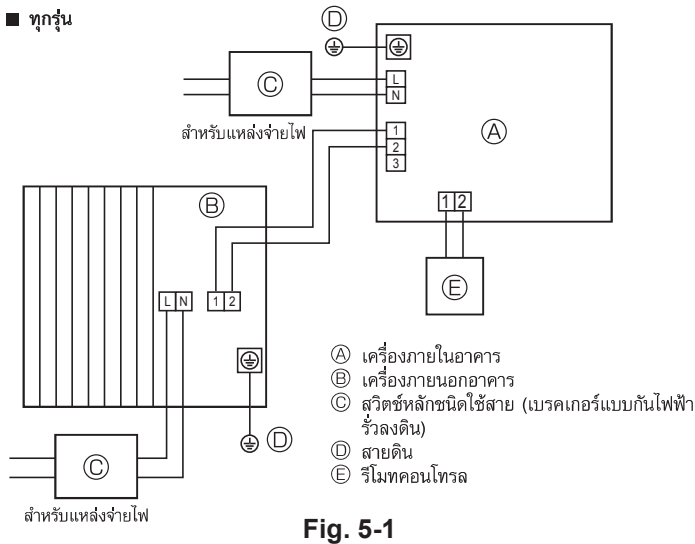 ■ ทุกรุ่น
Ⓓ
Ⓒ
L
N
สำหรับแหล่งจ่ายไฟ
1
2
3
Ⓐ
1 2
Ⓔ
Ⓑ
L N 1 2
Ⓓ
Ⓒ
สำหรับแหล่งจ่ายไฟ
Ⓐ เครื่องภายในอาคาร
Ⓑ เครื่องภายนอกอาคาร
Ⓒ สวิตช์หลักชนิดใช้สาย (เบรคเกอร์แบบกันไฟฟ้า
รั่วลงดิน)
Ⓓ สายดิน
Ⓔ รีโมทคอนโทรล
Fig. 5-1